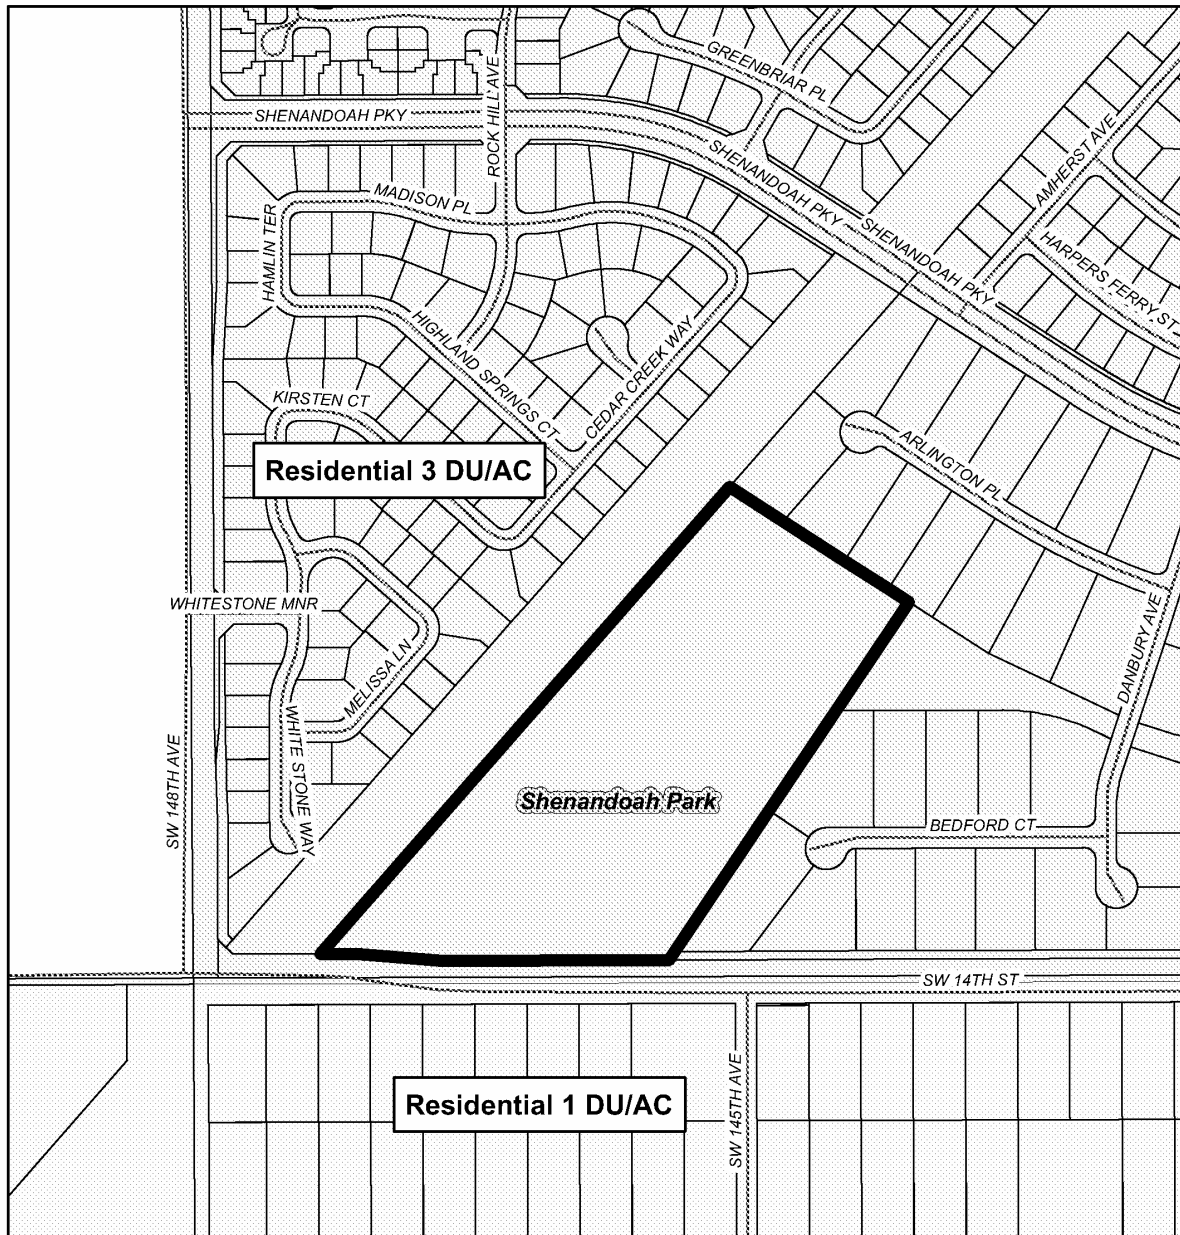 GREENBRIAR PL
SHENANDOAH PKY
ROCK HILL AVE
SHENANDOAH PKY
AMHERST AVE
MADISON PL
HAMLIN TER
SHENANDOAH PKY
HARPERS FERRY ST
HIGHLAND SPRINGS CT
CEDAR CREEK WAY
KIRSTEN CT
ARLINGTON PL
Residential 3 DU/AC
WHITESTONE MNR
MELISSA LN
DANBURY AVE
WHITE STONE WAY
SW 148TH AVE
Shenandoah Park
BEDFORD CT
SW 14TH ST
Residential 1 DU/AC
SW 145TH AVE